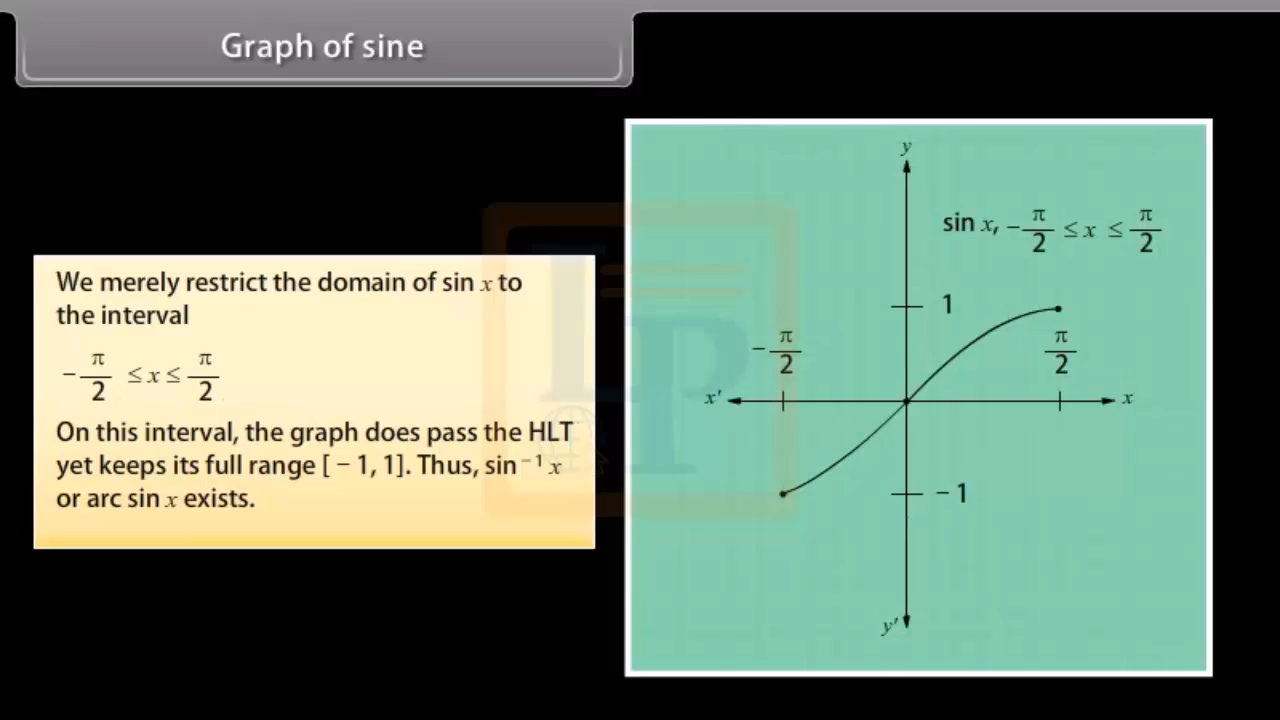 Graph of sine
We merely restrict the domain of sin x to
the interval
−π/2 ≤ x ≤ π/2
On this interval, the graph does pass the HLT
yet keeps its full range [ − 1, 1]. Thus, sin⁻¹ x
or arc sin x exists.
y
sin x, −π/2 ≤ x ≤ π/2
1
−π/2
π/2
x'
x
− 1
y'
LP